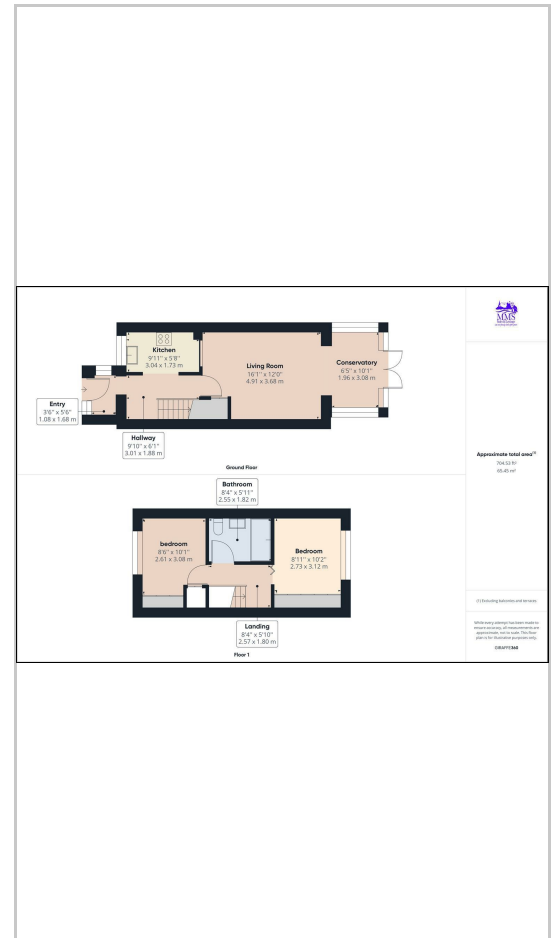 Kitchen
9'11" x 5'8"
3.04 x 1.73 m
Living Room
16'1" x 12'0"
4.91 x 3.68 m
Conservatory
6'5" x 10'1"
1.96 x 3.08 m
Entry
3'6" x 5'6"
1.08 x 1.68 m
Hallway
9'10" x 6'1"
3.01 x 1.88 m
Ground Floor
Bathroom
8'4" x 5'11"
2.55 x 1.82 m
bedroom
8'6" x 10'1"
2.61 x 3.08 m
Bedroom
8'11" x 10'2"
2.73 x 3.12 m
Landing
8'4" x 5'10"
2.57 x 1.80 m
Floor 1
MMS
Approximate total area(1)
704.53 ft²
65.45 m²
(1) Excluding balconies and terraces
While every attempt has been made to
ensure accuracy, all measurements are
approximate, not to scale. This floor
plan is for illustrative purposes only.
GIRAFFE360